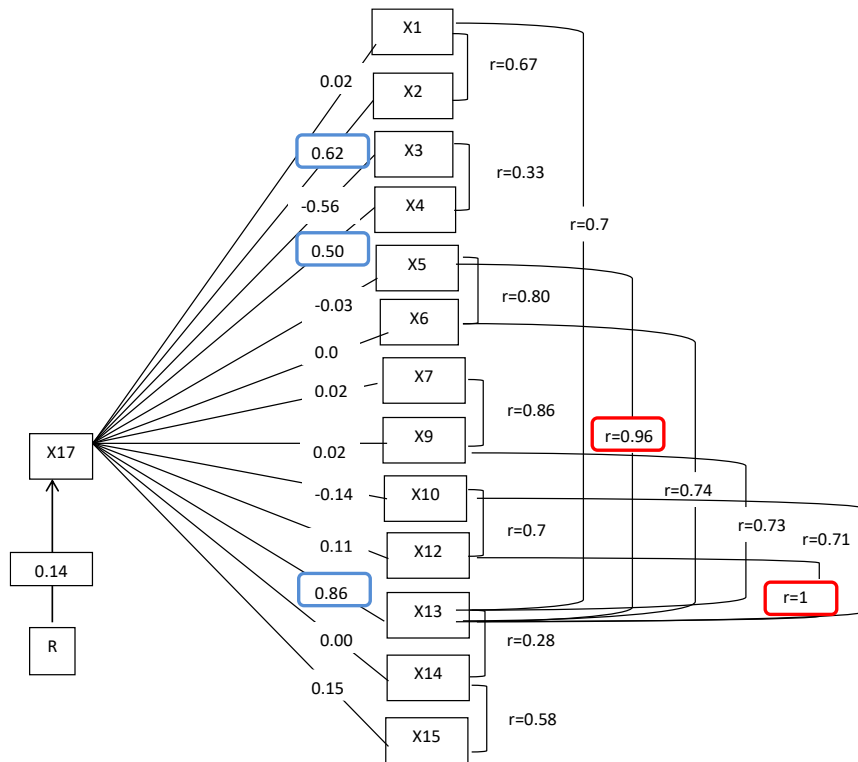 X1
r=0.67
0.02
X2
0.62
X3
r=0.33
-0.56
X4
r=0.7
0.50
X5
r=0.80
-0.03
X6
0.0
X7
0.02
r=0.86
X9
r=0.96
X17
0.02
X10
r=0.74
-0.14
r=0.73
r=0.7
r=0.71
0.11
X12
0.14
0.86
X13
r=1
R
0.00
r=0.28
X14
0.15
r=0.58
X15